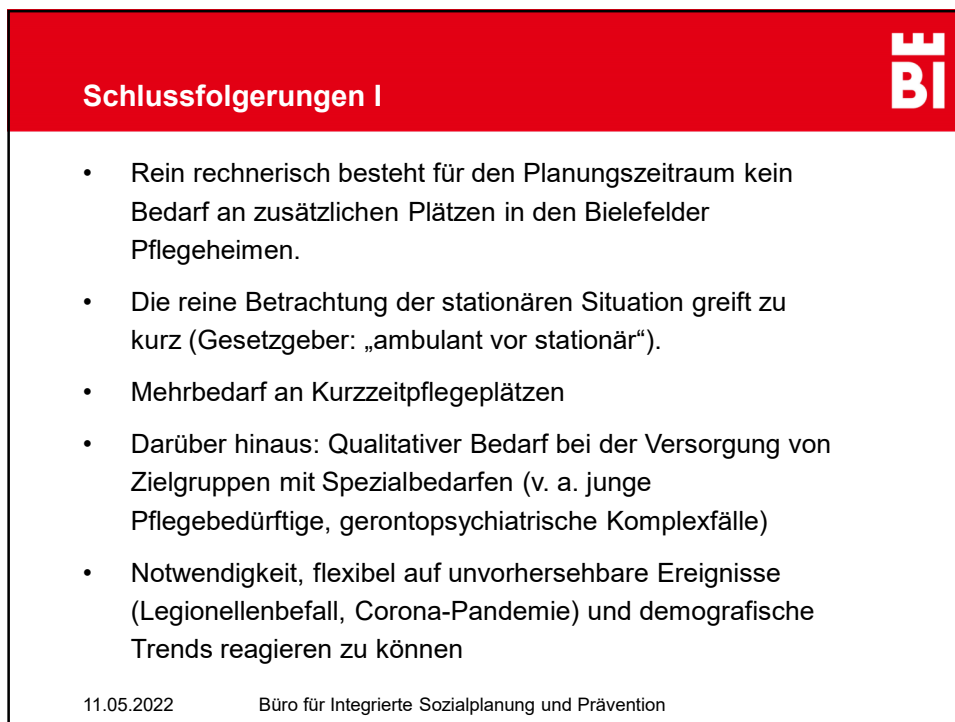 BI
Schlussfolgerungen I
• Rein rechnerisch besteht für den Planungszeitraum kein
Bedarf an zusätzlichen Plätzen in den Bielefelder
Pflegeheimen.
• Die reine Betrachtung der stationären Situation greift zu
kurz (Gesetzgeber: „ambulant vor stationär“).
• Mehrbedarf an Kurzzeitpflegeplätzen
• Darüber hinaus: Qualitativer Bedarf bei der Versorgung von
Zielgruppen mit Spezialbedarfen (v. a. junge
Pflegebedürftige, gerontopsychiatrische Komplexfälle)
• Notwendigkeit, flexibel auf unvorhersehbare Ereignisse
(Legionellenbefall, Corona-Pandemie) und demografische
Trends reagieren zu können
11.05.2022 Büro für Integrierte Sozialplanung und Prävention